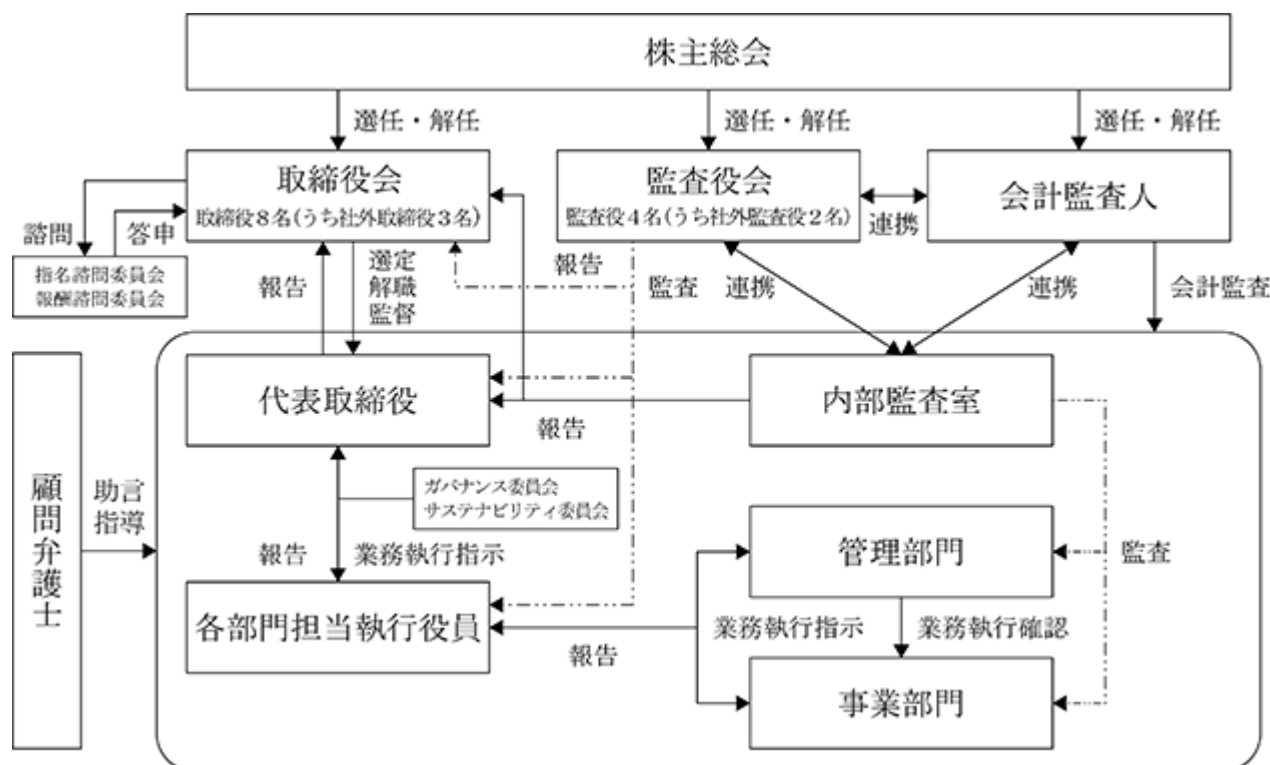 株主総会
選任・解任
選任・解任
選任・解任
取締役会
取締役8名(うち社外取締役3名)
監査役会
監査役4名(うち社外監査役2名)
会計監査人
連携
諮問
答申
指名諮問委員会
報酬諮問委員会
報告
選定
解職
監督
報告
監査
連携
連携
会計監査
代表取締役
内部監査室
報告
ガバナンス委員会
サステナビリティ委員会
顧問弁護士
助言
指導
報告
業務執行指示
管理部門
監査
各部門担当執行役員
報告
業務執行指示
業務執行確認
事業部門